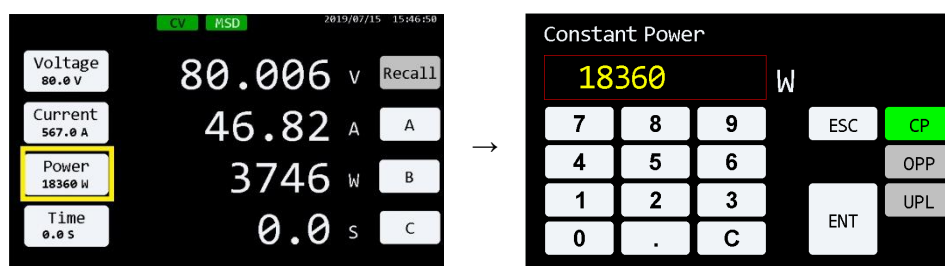 CV MSD 2019/07/15 15:46:50
Voltage
80.0 V
80.006 V
Recall
Current
567.0 A
46.82 A
A
Power
18360 W
3746 W
B
Time
0.0 S
0.0 S
C
→
Constant Power
18360 W
7 8 9 ESC CP
4 5 6 OPP
1 2 3 UPL
ENT
0 . C